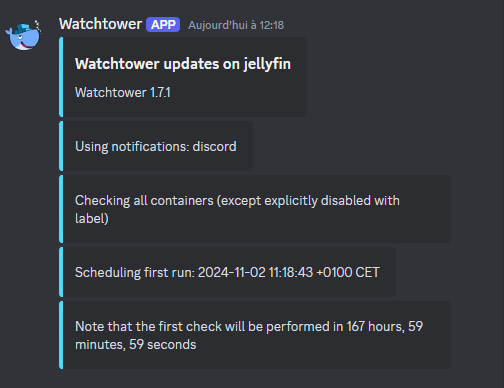 Watchtower APP Aujourd'hui à 12:18
Watchtower updates on jellyfin
Watchtower 1.7.1
Using notifications: discord
Checking all containers (except explicitly disabled with
label)
Scheduling first run: 2024-11-02 11:18:43 +0100 CET
Note that the first check will be performed in 167 hours, 59
minutes, 59 seconds